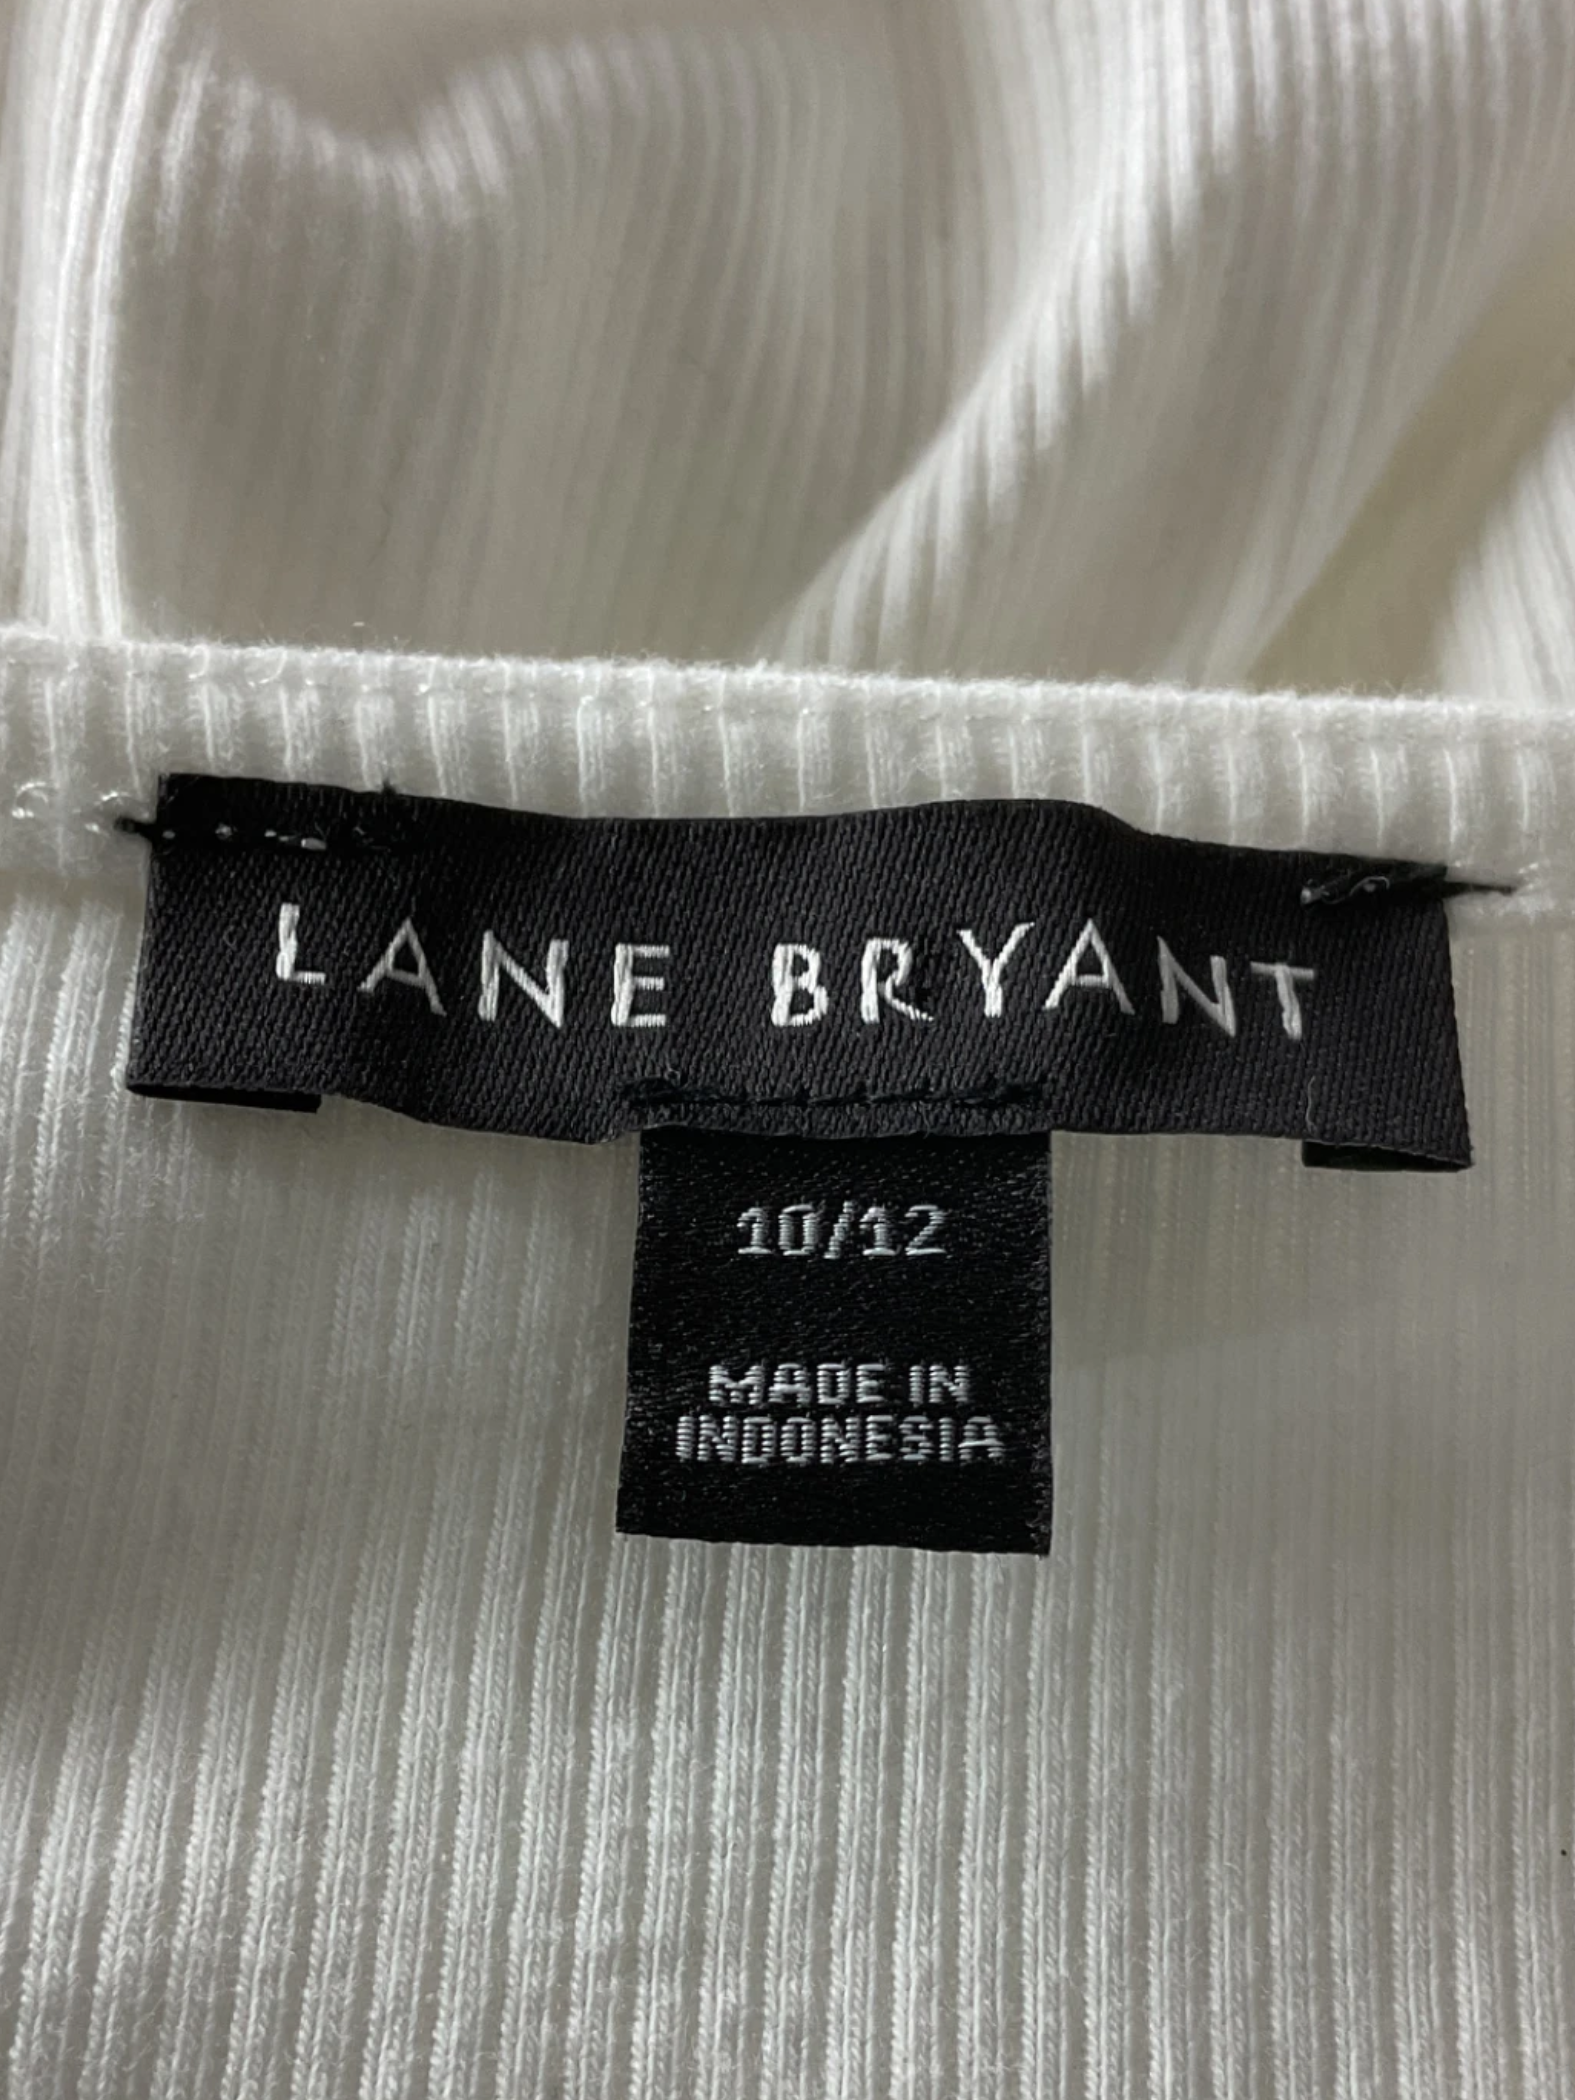 LANE BRYANT
10/12
MADE IN
INDONESIA